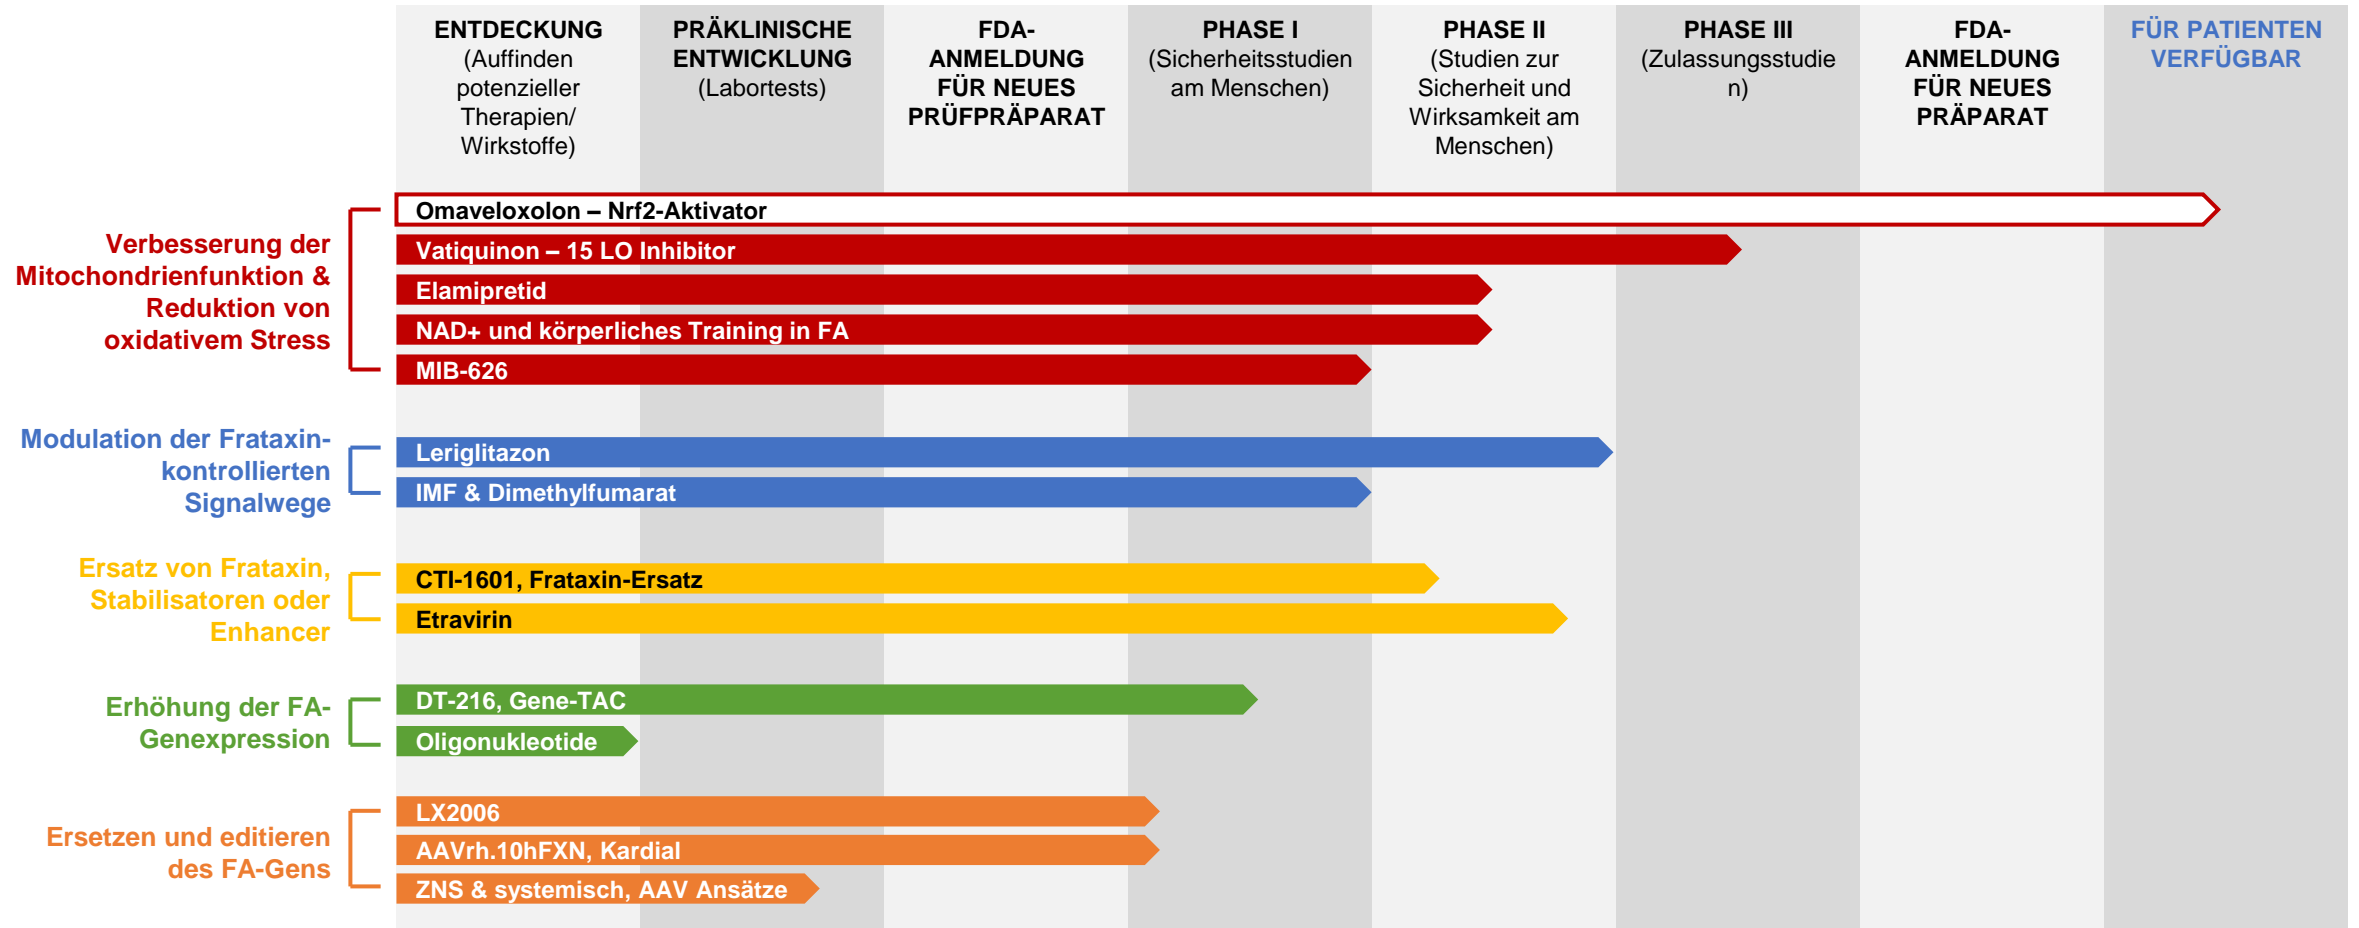 ENTDECKUNG
(Auffinden
potenzieller
Therapien/
Wirkstoffe)
PRÄKLINISCHE
ENTWICKLUNG
(Labortests)
FDA-
ANMELDUNG
FÜR NEUES
PRÜFPRÄPARAT
PHASE I
(Sicherheitsstudien
am Menschen)
PHASE II
(Studien zur
Sicherheit und
Wirksamkeit am
Menschen)
PHASE III
(Zulassungsstudie
n)
FDA-
ANMELDUNG
FÜR NEUES
PRÄPARAT
FÜR PATIENTEN
VERFÜGBAR
Verbesserung der
Mitochondrienfunktion &
Reduktion von
oxidativem Stress
Omaveloxolon – Nrf2-Aktivator
Vatiquinon – 15 LO Inhibitor
Elamipretid
NAD+ und körperliches Training in FA
MIB-626
Modulation der Frataxin-
kontrollierten
Signalwege
Leriglitazon
IMF & Dimethylfumarat
Ersatz von Frataxin,
Stabilisatoren oder
Enhancer
CTI-1601, Frataxin-Ersatz
Etravirin
Erhöhung der FA-
Genexpression
DT-216, Gene-TAC
Oligonukleotide
Ersetzen und editieren
des FA-Gens
LX2006
AAVrh.10hFXN, Kardial
ZNS & systemisch, AAV Ansätze